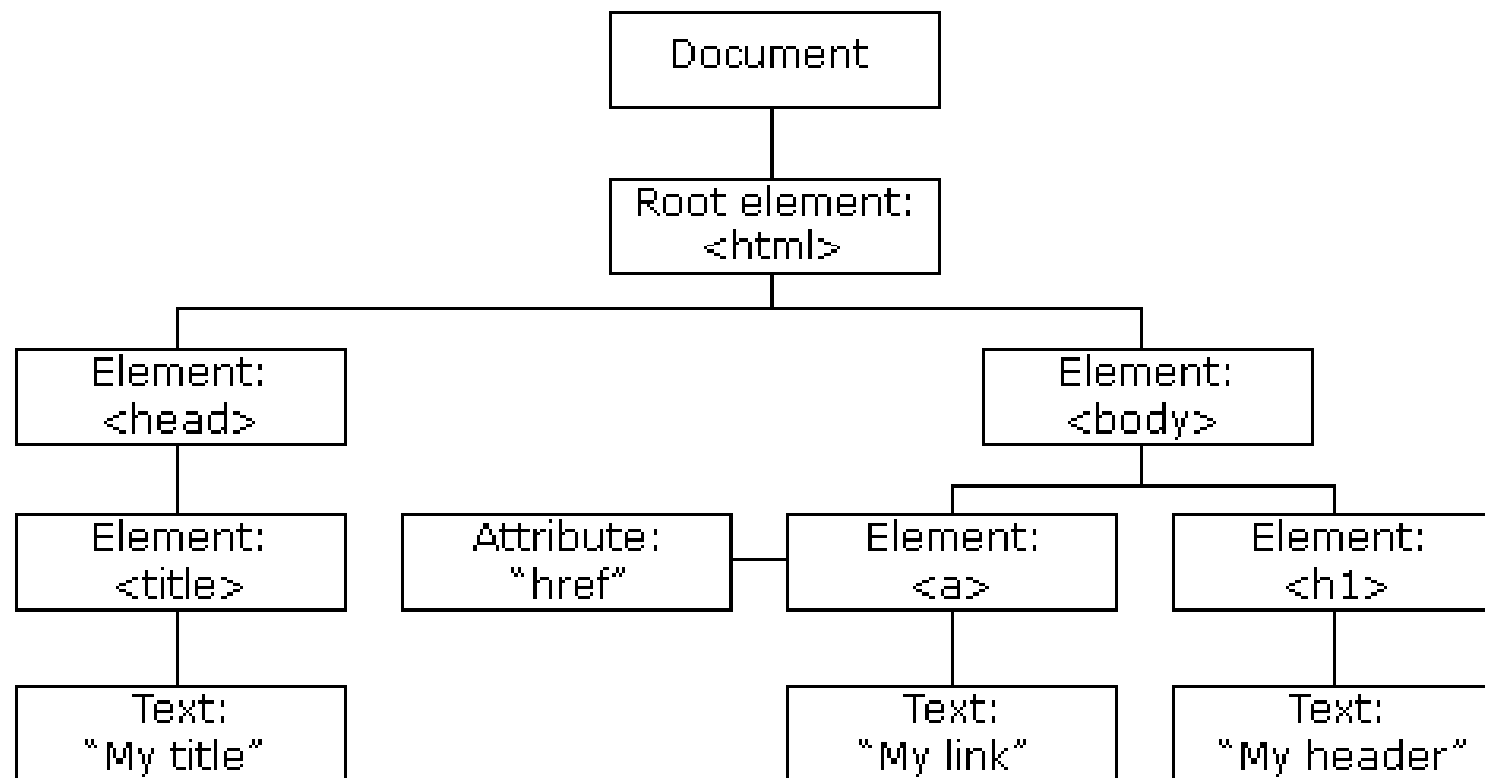 Document
Root element:
<html>
Element:
<head>
Element:
<body>
Element:
<title>
Attribute:
“href”
Element:
<a>
Element:
<h1>
Text:
“My title”
Text:
“My link”
Text:
“My header”